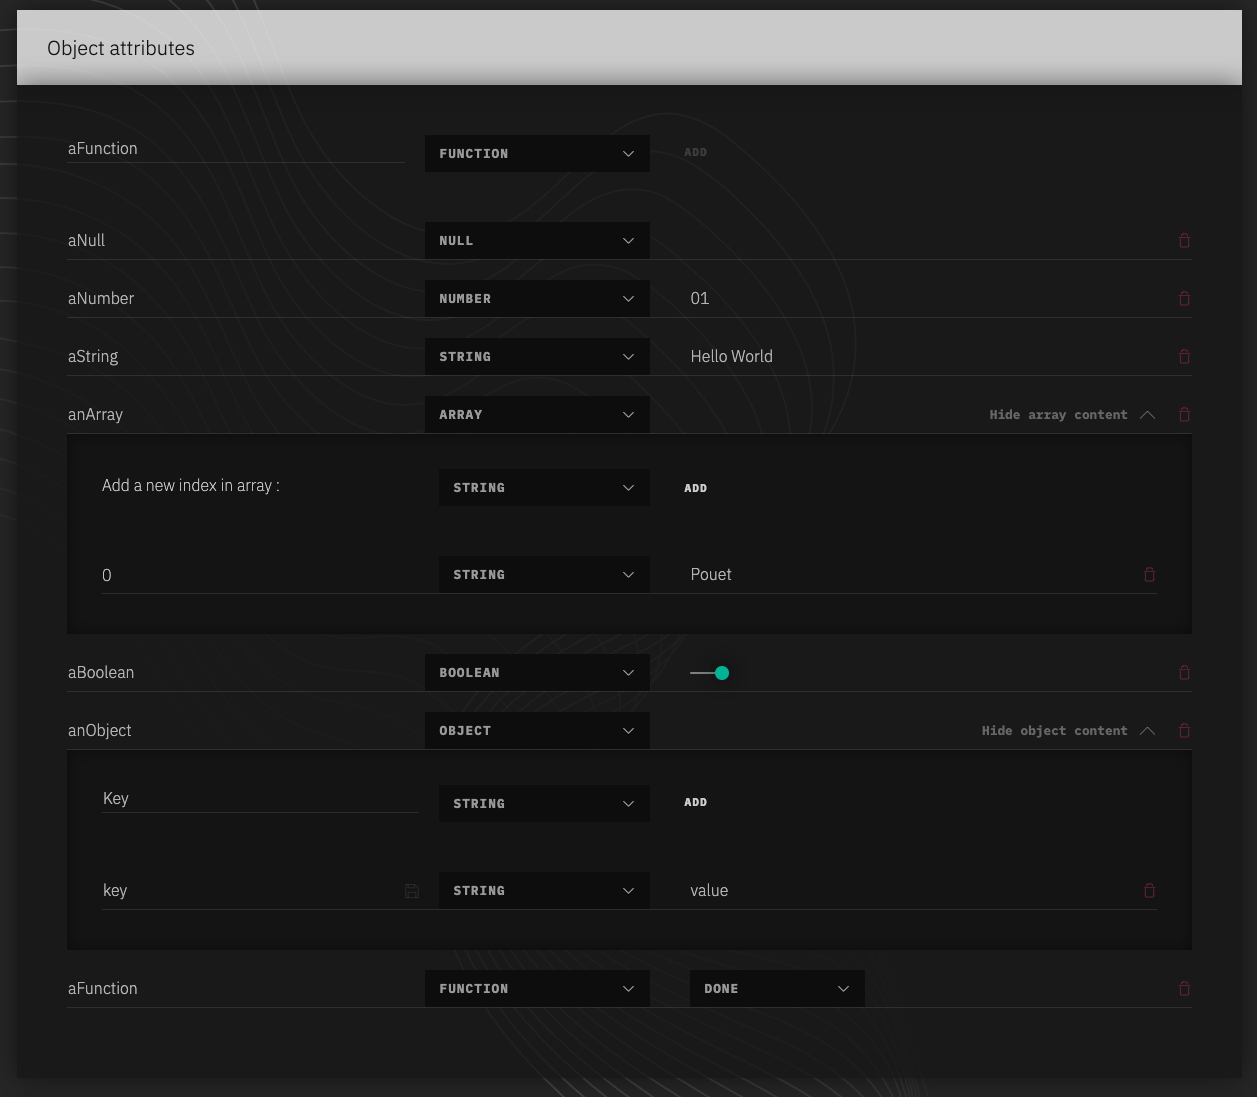 Object attributes
aFunction FUNCTION ADD
aNull NULL
aNumber NUMBER 01
aString STRING Hello World
anArray ARRAY Hide array content
Add a new index in array : STRING ADD
0 STRING Pouet
aBoolean BOOLEAN
anObject OBJECT Hide object content
Key STRING ADD
key STRING value
aFunction FUNCTION DONE